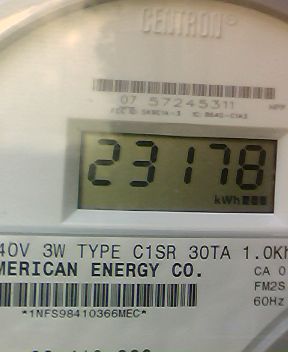 CENTRON®
07 57245311
23178
kWh
40V 3W TYPE C1SR 30TA 1.0Kh
MERICAN ENERGY CO.
CA 0
FM2S
60Hz
*1NFS98410366MEC*